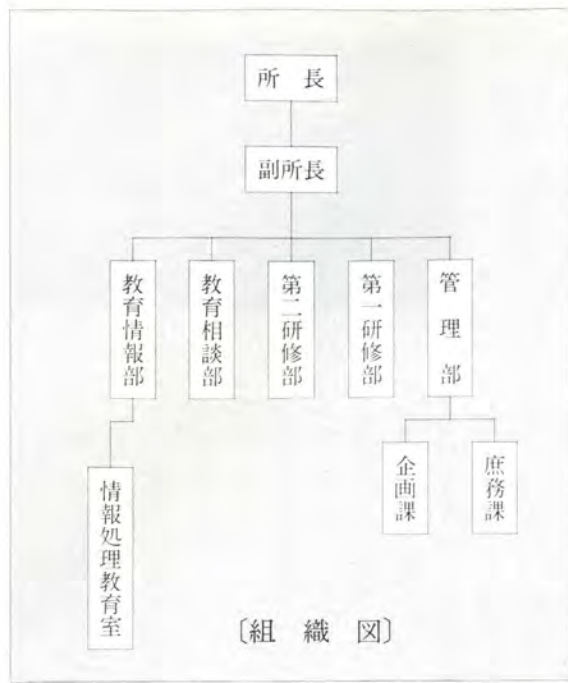 所長
副所長
管理部
第一研修部
第二研修部
教育相談部
教育情報部
庶務課
企画課
情報処理教育室
〔組織図〕